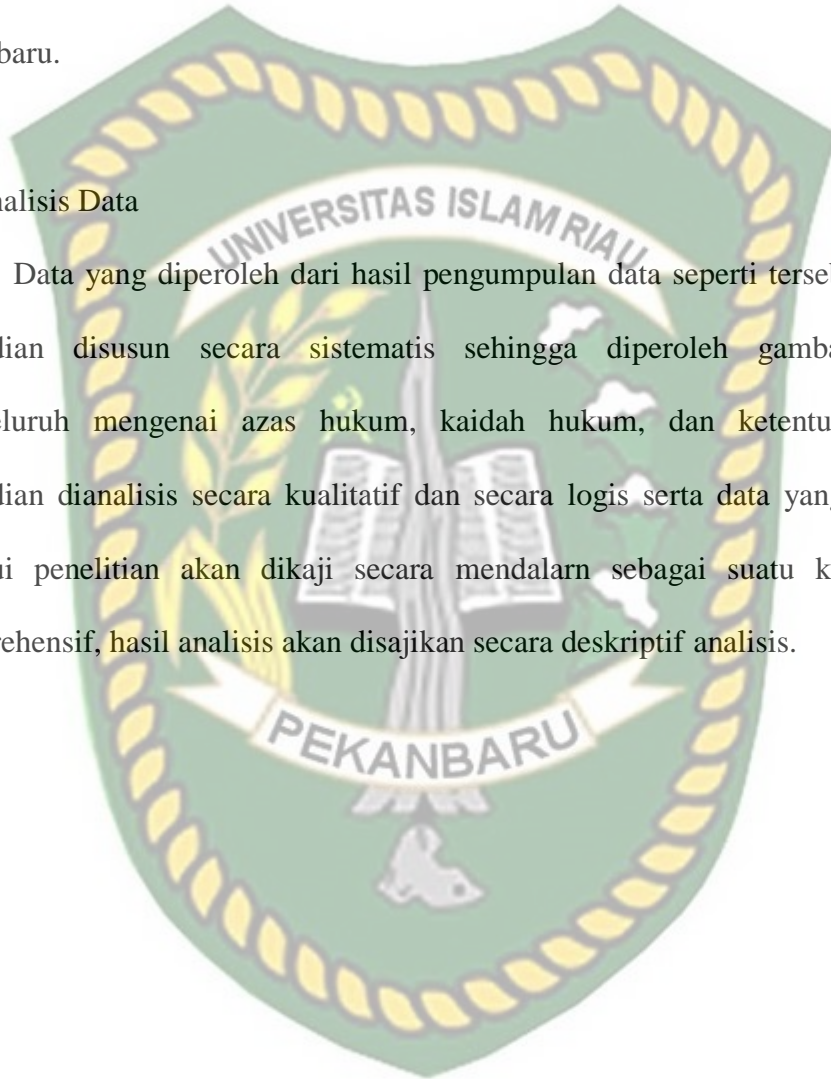 baru.
nalisis Data
UNIVERSITAS ISLAM RIAU
Data yang diperoleh dari hasil pengumpulan data seperti terseb
dian disusun secara sistematis sehingga diperoleh gamba
eluruh mengenai azas hukum, kaidah hukum, dan ketentu
dian dianalisis secara kualitatif dan secara logis serta data yang
ui penelitian akan dikaji secara mendalarn sebagai suatu k
rehensif, hasil analisis akan disajikan secara deskriptif analisis.
PEKANBARU